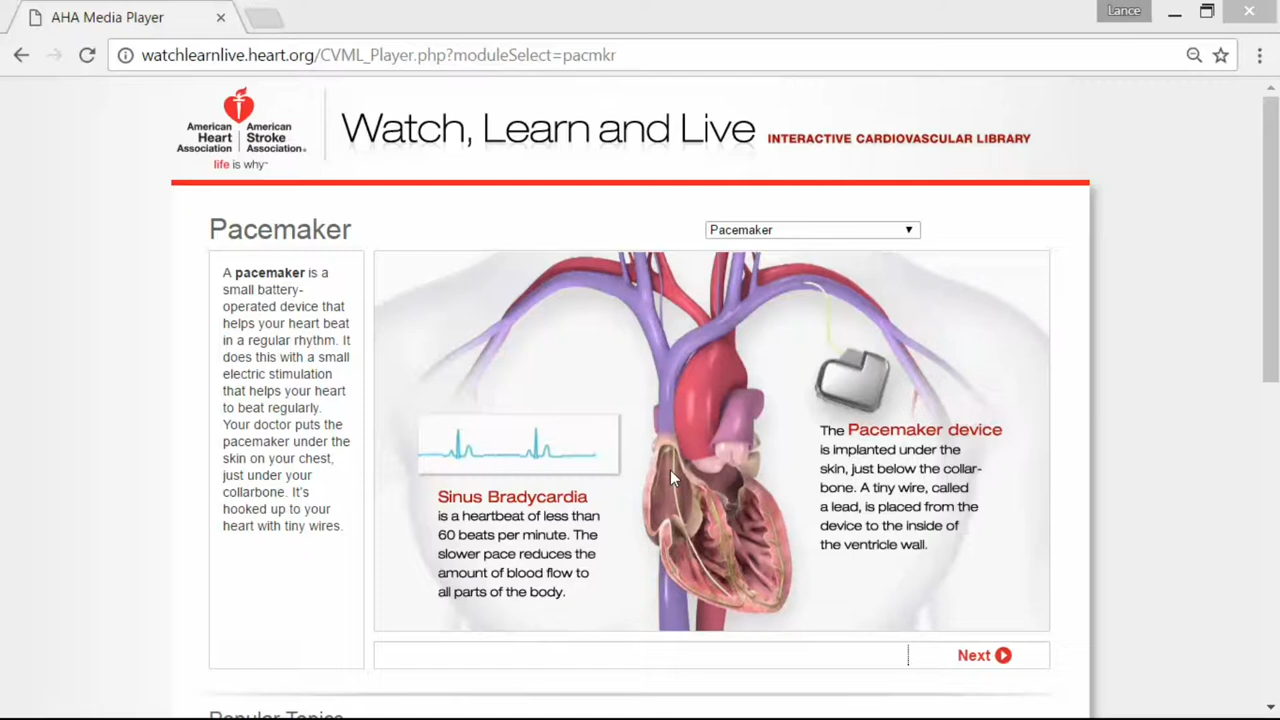 AHA Media Player
Lance
watchlearnlive.heart.org/CVML_Player.php?moduleSelect=pacmkr
American Heart Association
American Stroke Association®
life is why™
Watch, Learn and Live INTERACTIVE CARDIOVASCULAR LIBRARY
Pacemaker
Pacemaker
A pacemaker is a
small battery-
operated device that
helps your heart beat
in a regular rhythm. It
does this with a small
electric stimulation
that helps your heart
to beat regularly.
Your doctor puts the
pacemaker under the
skin on your chest,
just under your
collarbone. It's
hooked up to your
heart with tiny wires.
Sinus Bradycardia
is a heartbeat of less than
60 beats per minute. The
slower pace reduces the
amount of blood flow to
all parts of the body.
The Pacemaker device
is implanted under the
skin, just below the collar-
bone. A tiny wire, called
a lead, is placed from the
device to the inside of
the ventricle wall.
Next
Popular Topics